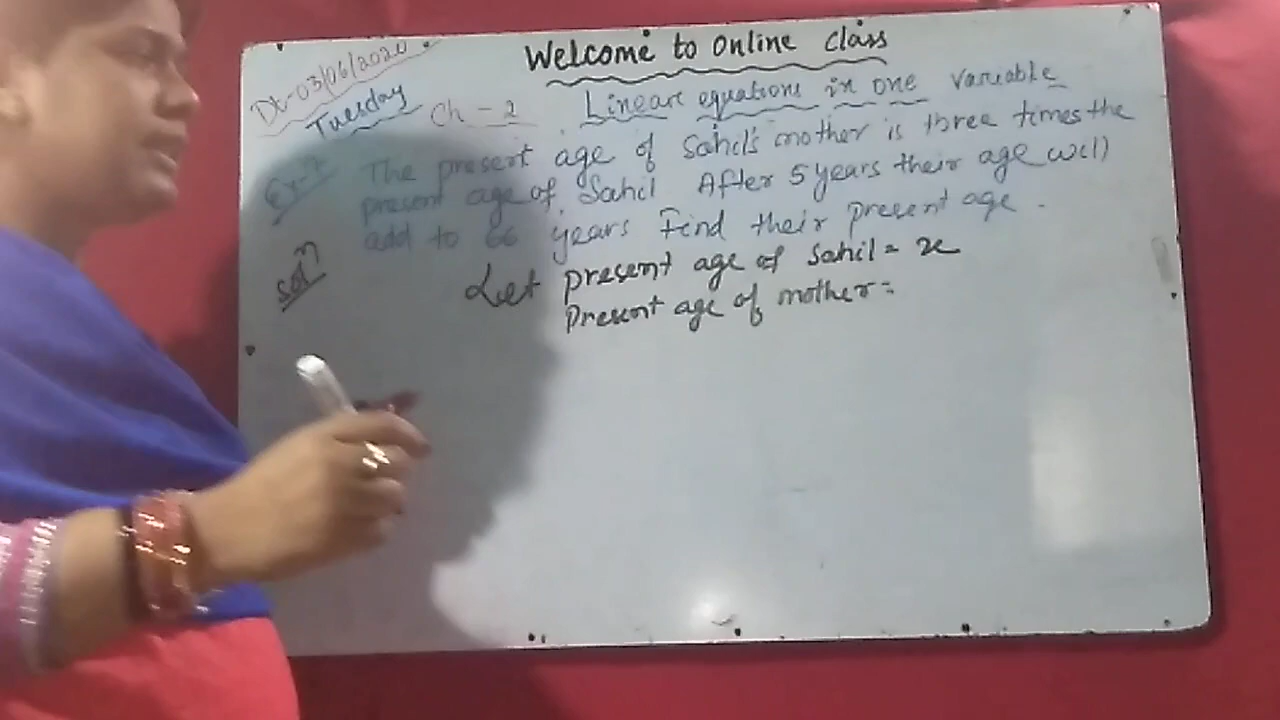 Welcome to Online Class
Dt-03/06/2020
Tuesday
Ch-2 Linear equations in one variable
Ex-7 The present age of Sahil's mother is three times the
present age of Sahil After 5 years their age will
add to 66 years Find their present age.
Solⁿ
Let present age of Sahil = x
Present age of mother =